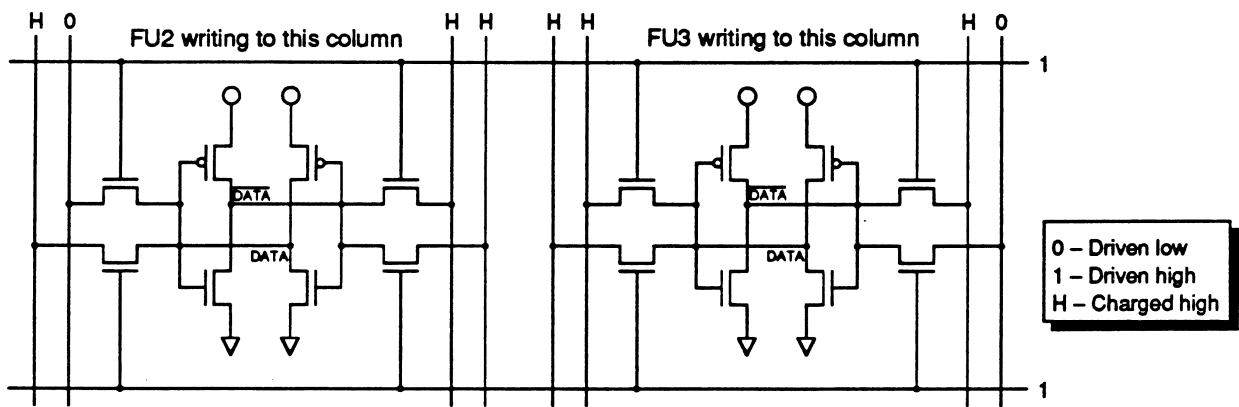 H 0 H H H H H 0
FU2 writing to this column FU3 writing to this column
1
DATA DATA
DATA DATA
0 – Driven low
1 – Driven high
H – Charged high
1